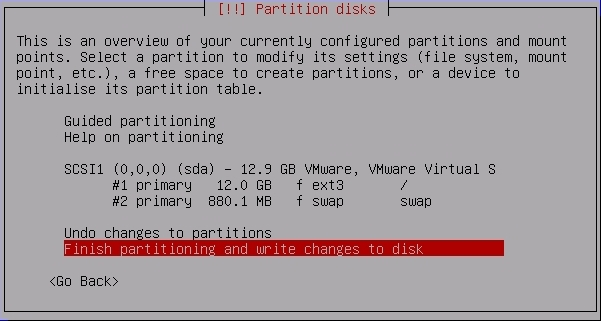 [!!] Partition disks
This is an overview of your currently configured partitions and mount
points. Select a partition to modify its settings (file system, mount
point, etc.), a free space to create partitions, or a device to
initialise its partition table.
Guided partitioning
Help on partitioning
SCSI1 (0,0,0) (sda) - 12.9 GB VMware, VMware Virtual S
#1 primary 12.0 GB f ext3 /
#2 primary 880.1 MB f swap swap
Undo changes to partitions
Finish partitioning and write changes to disk
<Go Back>